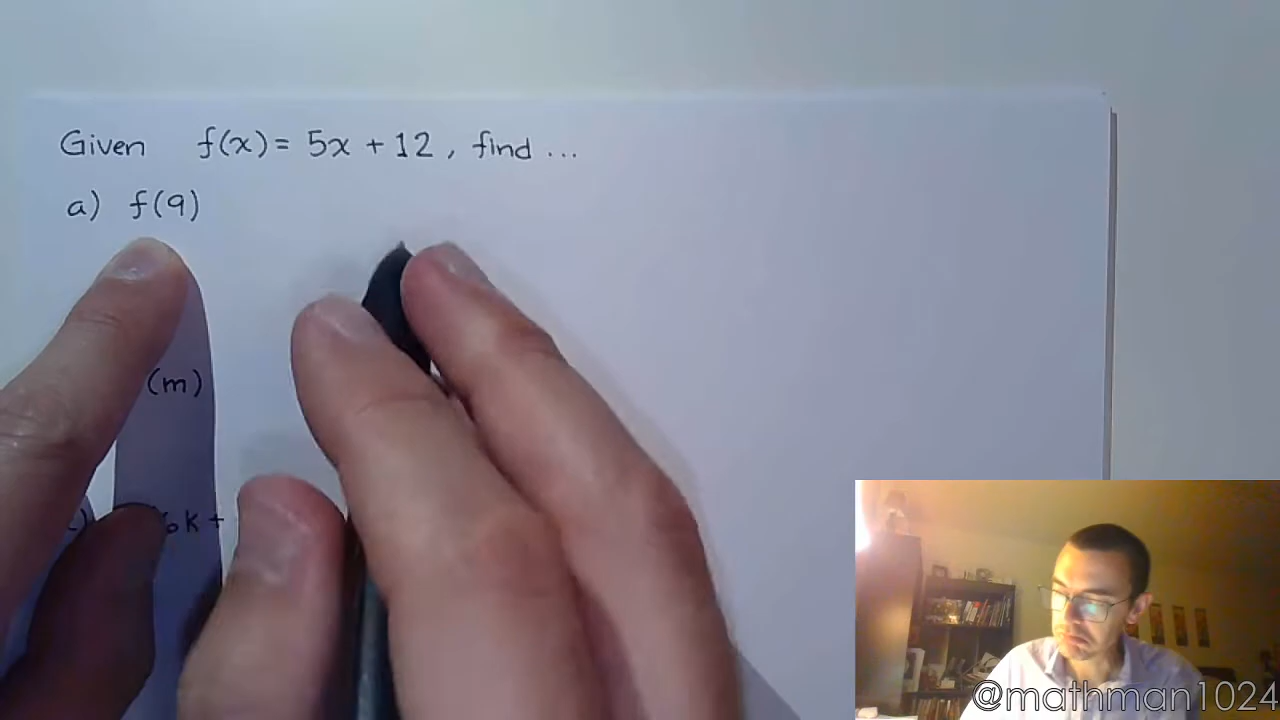 Given f(x) = 5x + 12, find ...
a) f(9)
(m)
k +
@mathman1024